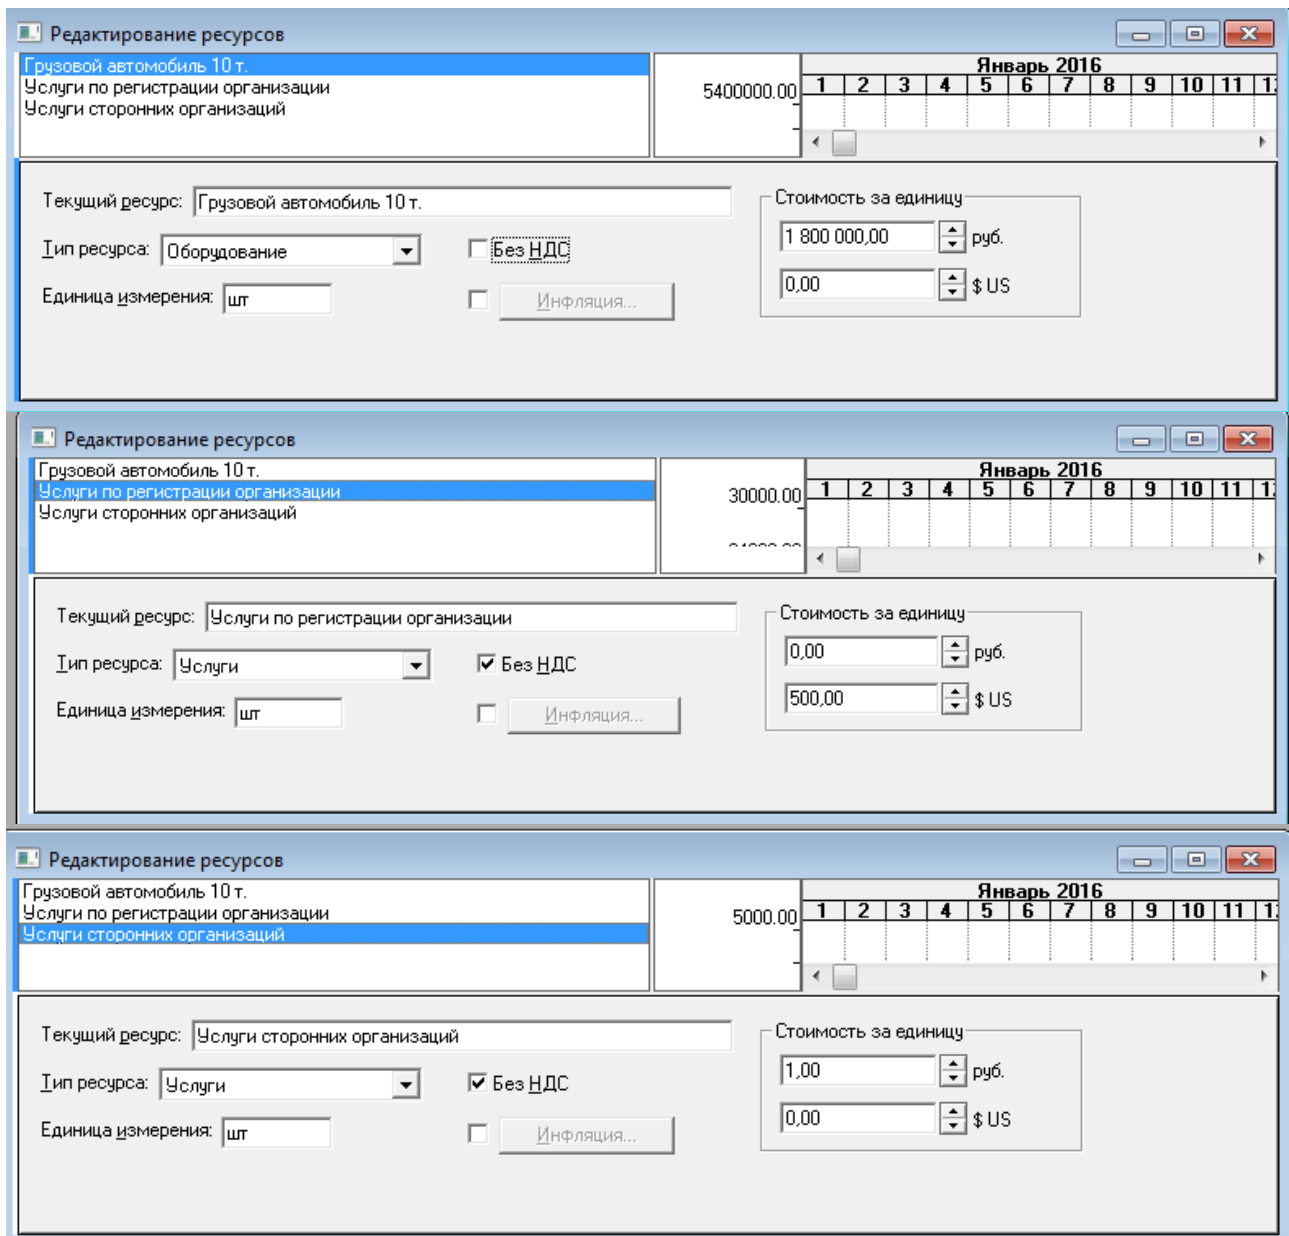 Редактирование ресурсов
Грузовой автомобиль 10 т.
Услуги по регистрации организации
Услуги сторонних организаций
5400000.00
Январь 2016
1 2 3 4 5 6 7 8 9 10 11 1
Текущий ресурс: Грузовой автомобиль 10 т.
Тип ресурса: Оборудование
Без НДС
Единица измерения: шт
Инфляция...
Стоимость за единицу
1 800 000,00 руб.
0,00 $ US
Редактирование ресурсов
Грузовой автомобиль 10 т.
Услуги по регистрации организации
Услуги сторонних организаций
30000.00
Январь 2016
1 2 3 4 5 6 7 8 9 10 11 1
Текущий ресурс: Услуги по регистрации организации
Тип ресурса: Услуги
Без НДС
Единица измерения: шт
Инфляция...
Стоимость за единицу
0,00 руб.
500,00 $ US
Редактирование ресурсов
Грузовой автомобиль 10 т.
Услуги по регистрации организации
Услуги сторонних организаций
5000.00
Январь 2016
1 2 3 4 5 6 7 8 9 10 11 1
Текущий ресурс: Услуги сторонних организаций
Тип ресурса: Услуги
Без НДС
Единица измерения: шт
Инфляция...
Стоимость за единицу
1,00 руб.
0,00 $ US